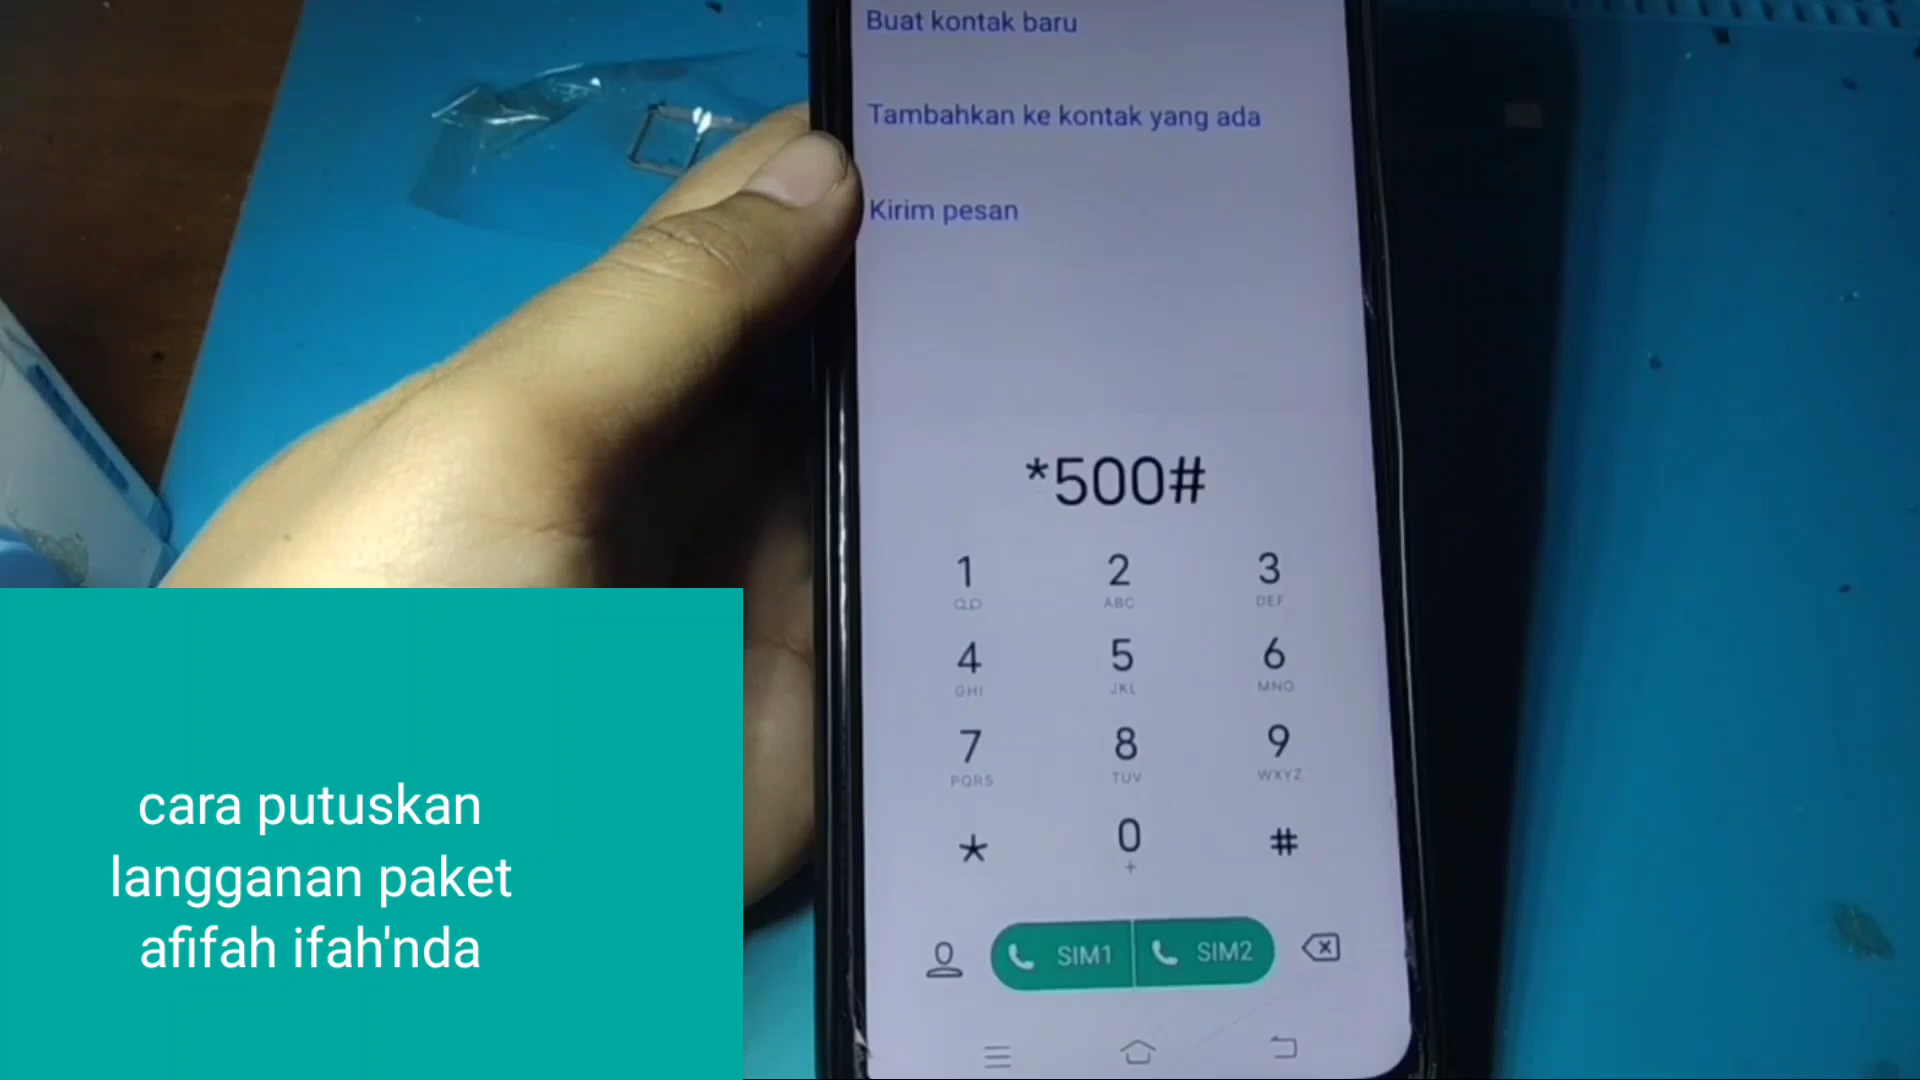 Buat kontak baru
Tambahkan ke kontak yang ada
Kirim pesan
*500#
1 2 3
ABC DEF
4 5 6
GHI JKL MNO
7 8 9
PQRS TUV WXYZ
* 0 #
+
SIM1 SIM2
cara putuskan
langganan paket
afifah ifah'nda